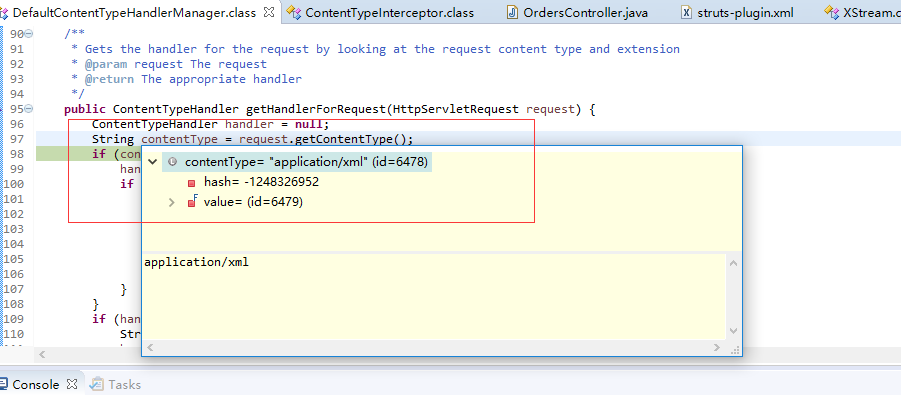 DefaultContentTypeHandlerManager.class
ContentTypeInterceptor.class
OrdersController.java
struts-plugin.xml
XStream.c
90 /**
91 * Gets the handler for the request by looking at the request content type and extension
92 * @param request The request
93 * @return The appropriate handler
94 */
95 public ContentTypeHandler getHandlerForRequest(HttpServletRequest request) {
96 ContentTypeHandler handler = null;
97 String contentType = request.getContentType();
98 if (con
99 han
100 if
101
102
103
104
105
106
107 }
108 }
109 if (han
110 Str
contentType= "application/xml" (id=6478)
hash= -1248326952
F value= (id=6479)
application/xml
Console
Tasks